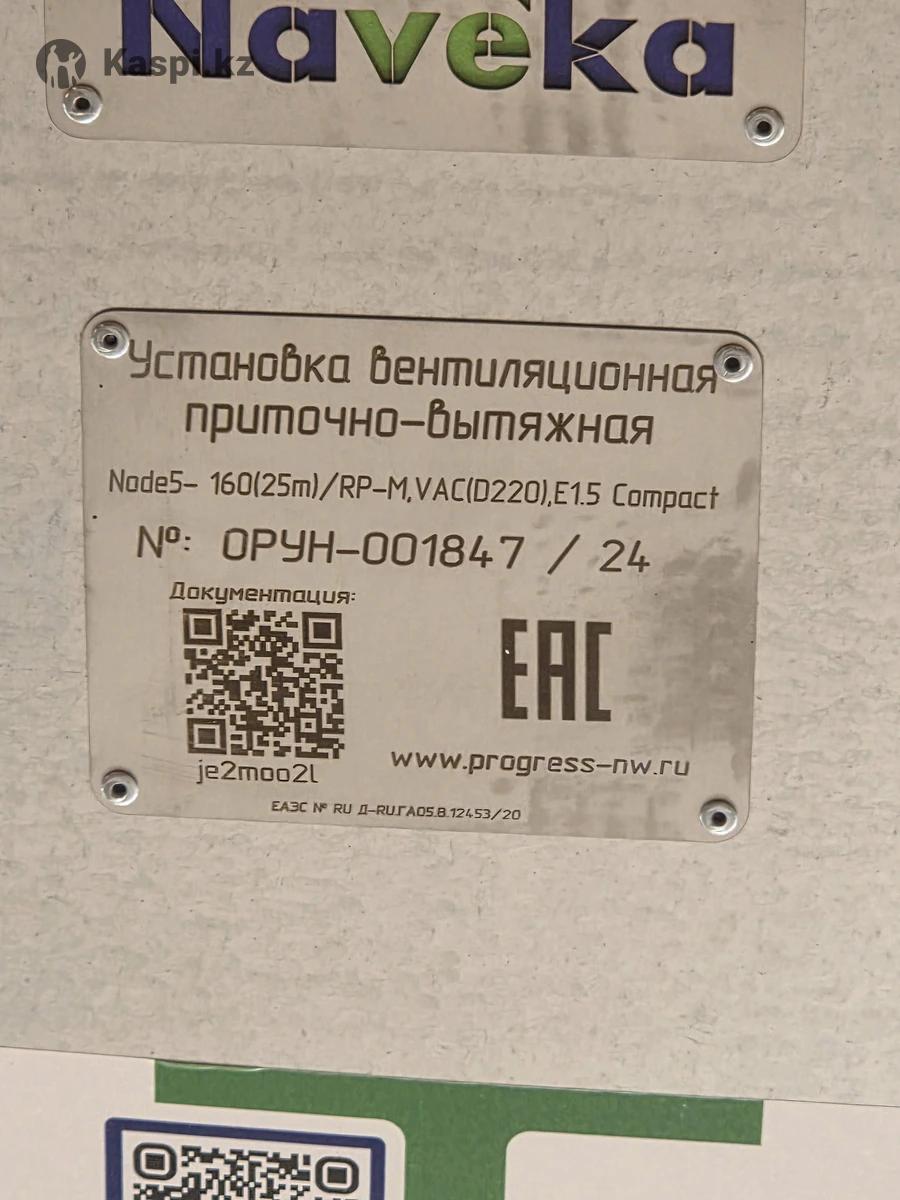 Naveka
Kaspi.kz
Установка вентиляционная
приточно-вытяжная
Node5- 160(25m)/RP-M,VAC(D220),E1.5 Compact
№: ОРУН-001847 / 24
Документация:
EAC
je2moo2l
www.progress-nw.ru
ЕАЭС № RU Д-RU.ГА05.В.12453/20